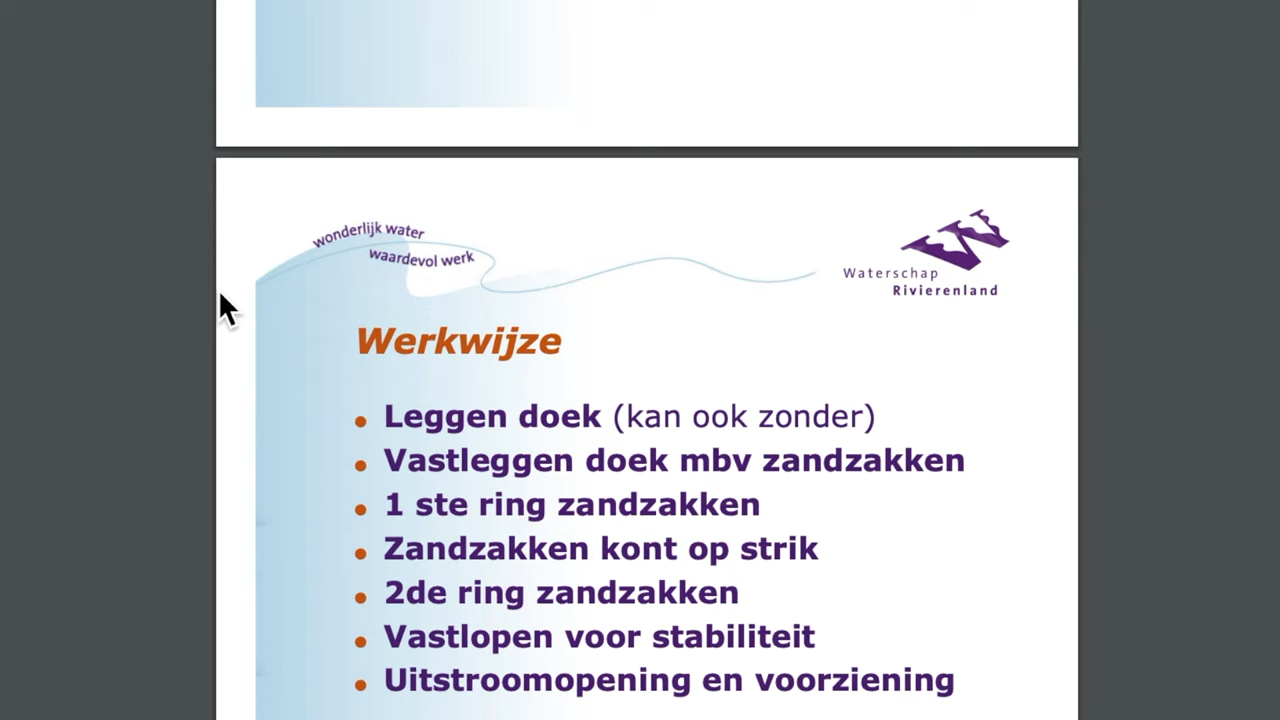 wonderlijk water
waardevol werk
Waterschap
Rivierenland
Werkwijze
• Leggen doek (kan ook zonder)
• Vastleggen doek mbv zandzakken
• 1 ste ring zandzakken
• Zandzakken kont op strik
• 2de ring zandzakken
• Vastlopen voor stabiliteit
• Uitstroomopening en voorziening